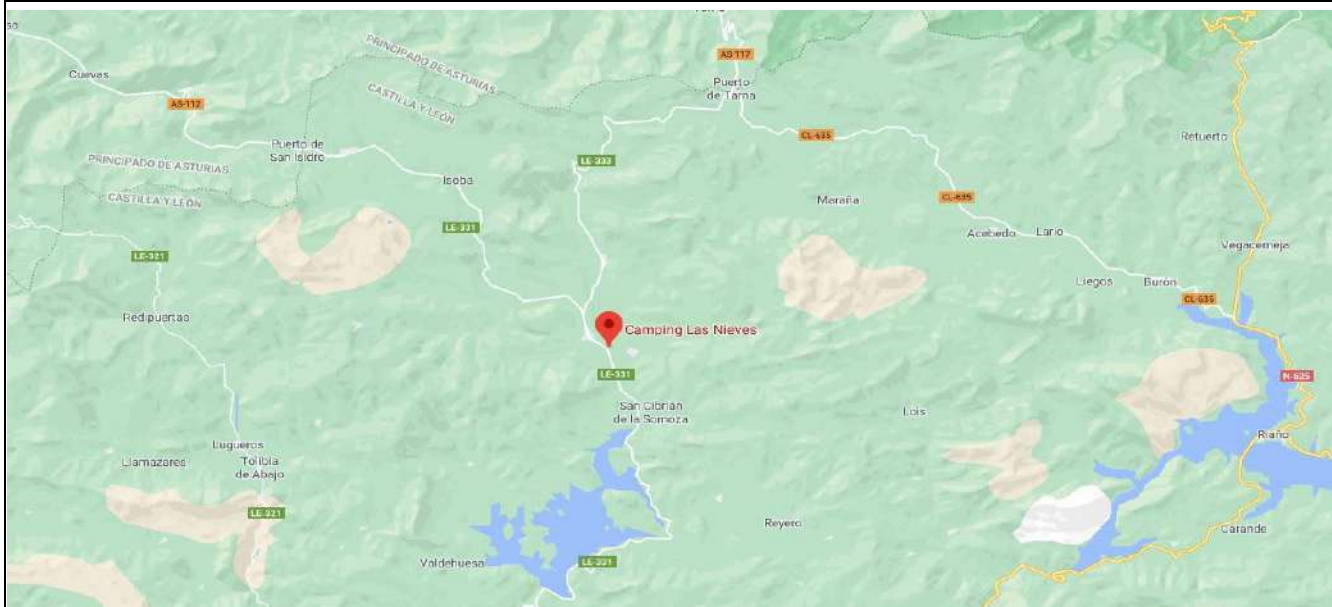 AS-117
PRINCIPADO DE ASTURIAS
Cuevas
Puerto
de Tarna
CASTILLA Y LEÓN
AS-112
CL-635
Retuerto
Puerto de
San Isidro
LE-333
PRINCIPADO DE ASTURIAS
Isoba
CASTILLA Y LEÓN
Maraña
CL-635
LE-331
Acebedo
Lario
Vegacerneja
LE-321
Liegos
Burón
CL-635
Redipuertas
Camping Las Nieves
LE-331
N-625
San Cibrián
de la Somoza
Lois
Riaño
Lugueros
Llamazares
Tolibia
de Abajo
LE-321
Reyero
Carande
Valdehuesa
LE-331